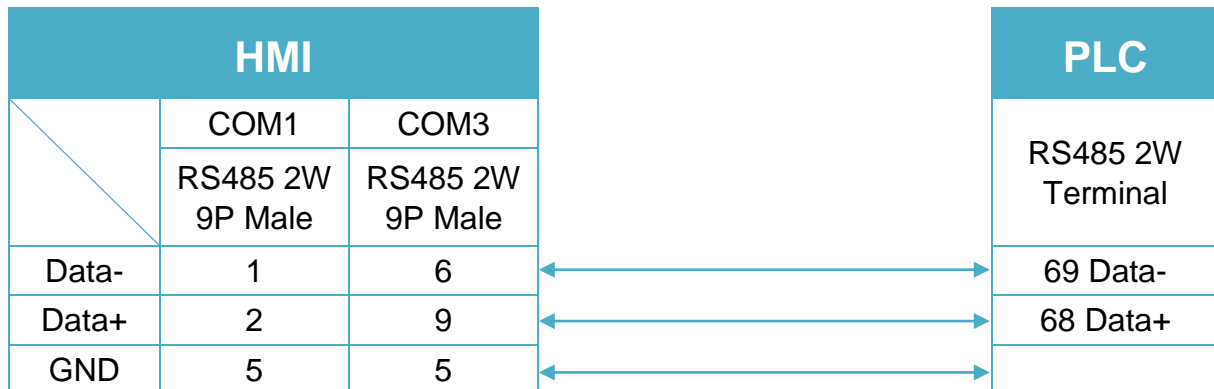 HMI PLC
COM1 COM3
RS485 2W
9P Male
RS485 2W
9P Male
RS485 2W
Terminal
Data- 1 6 69 Data-
Data+ 2 9 68 Data+
GND 5 5